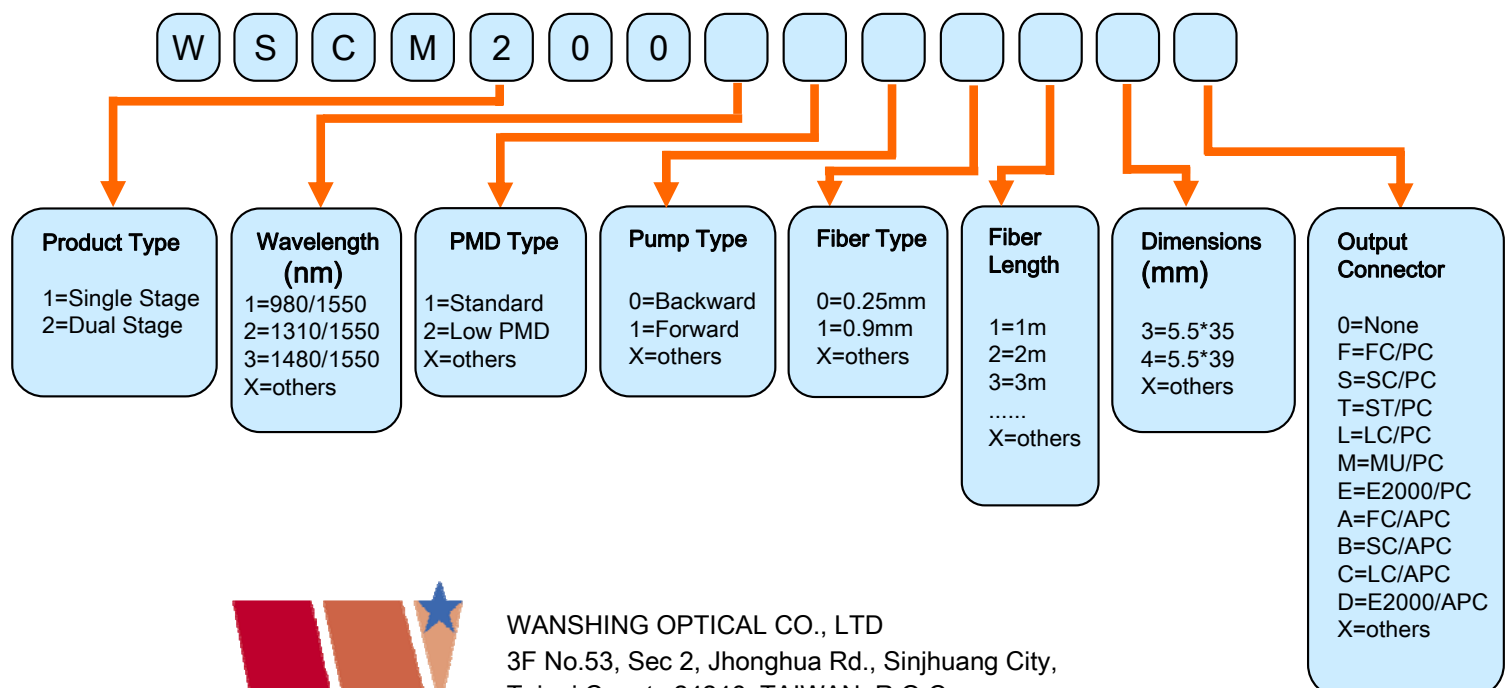 W S C M 2 0 0
Product Type
1=Single Stage
2=Dual Stage
Wavelength
(nm)
1=980/1550
2=1310/1550
3=1480/1550
X=others
PMD Type
1=Standard
2=Low PMD
X=others
Pump Type
0=Backward
1=Forward
X=others
Fiber Type
0=0.25mm
1=0.9mm
X=others
Fiber
Length
1=1m
2=2m
3=3m
......
X=others
Dimensions
(mm)
3=5.5*35
4=5.5*39
X=others
Output
Connector
0=None
F=FC/PC
S=SC/PC
T=ST/PC
L=LC/PC
M=MU/PC
E=E2000/PC
A=FC/APC
B=SC/APC
C=LC/APC
D=E2000/APC
X=others
WANSHING OPTICAL CO., LTD
3F No.53, Sec 2, Jhonghua Rd., Sinjhuang City,